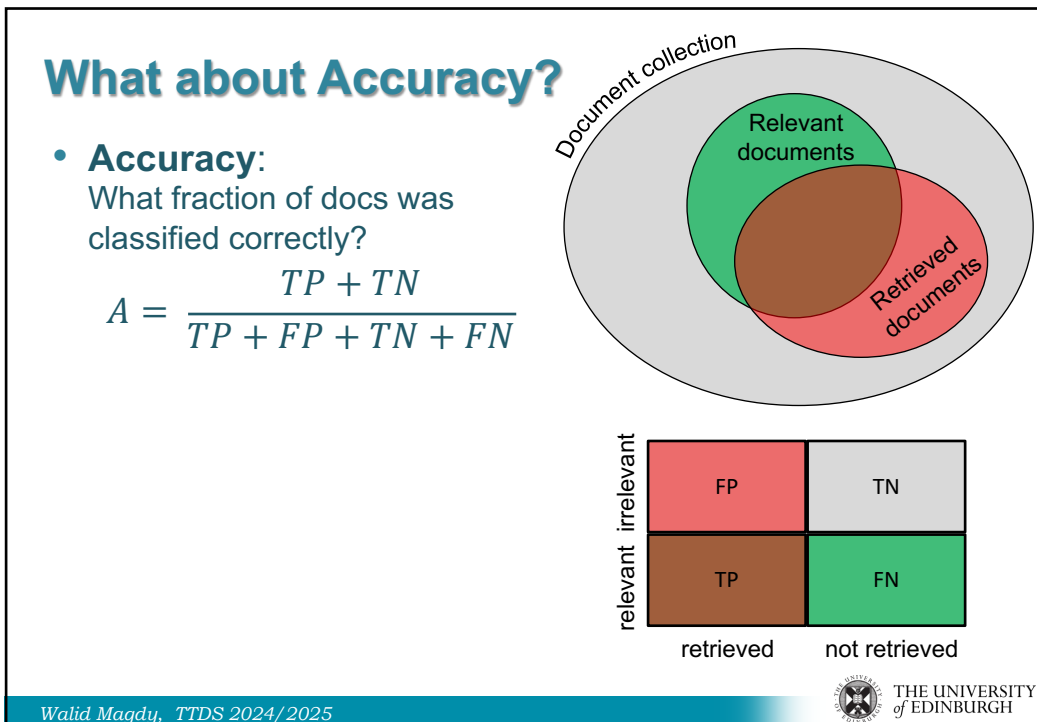 What about Accuracy?
• Accuracy:
What fraction of docs was
classified correctly?
A = \frac{TP + TN}{TP + FP + TN + FN}
Document collection
Relevant
documents
Retrieved
documents
irrelevant
FP
TN
relevant
TP
FN
retrieved
not retrieved
Walid Magdy, TTDS 2024/2025
THE UNIVERSITY
of EDINBURGH